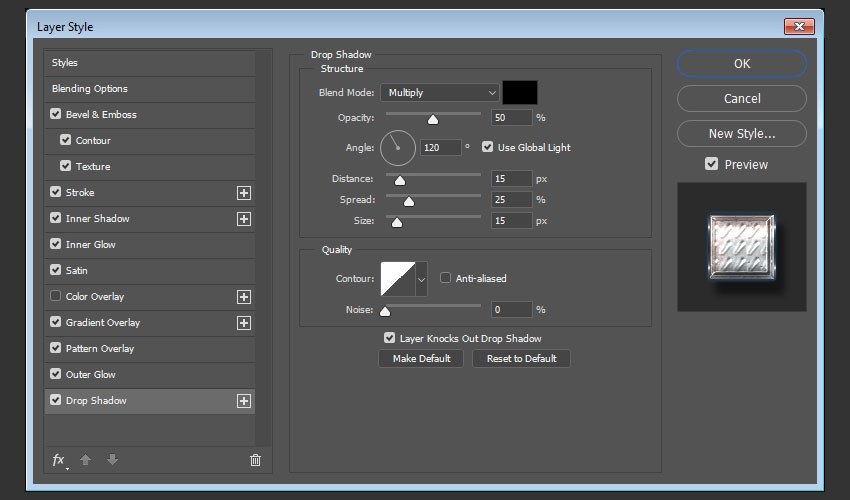 Layer Style
Styles
Blending Options
Bevel & Emboss
Contour
Texture
Stroke
Inner Shadow
Inner Glow
Satin
Color Overlay
Gradient Overlay
Pattern Overlay
Outer Glow
Drop Shadow
fx
Drop Shadow
Structure
Blend Mode: Multiply
Opacity: 50 %
Angle: 120 ° Use Global Light
Distance: 15 px
Spread: 25 %
Size: 15 px
Quality
Contour: Anti-aliased
Noise: 0 %
Layer Knocks Out Drop Shadow
Make Default Reset to Default
OK
Cancel
New Style...
Preview